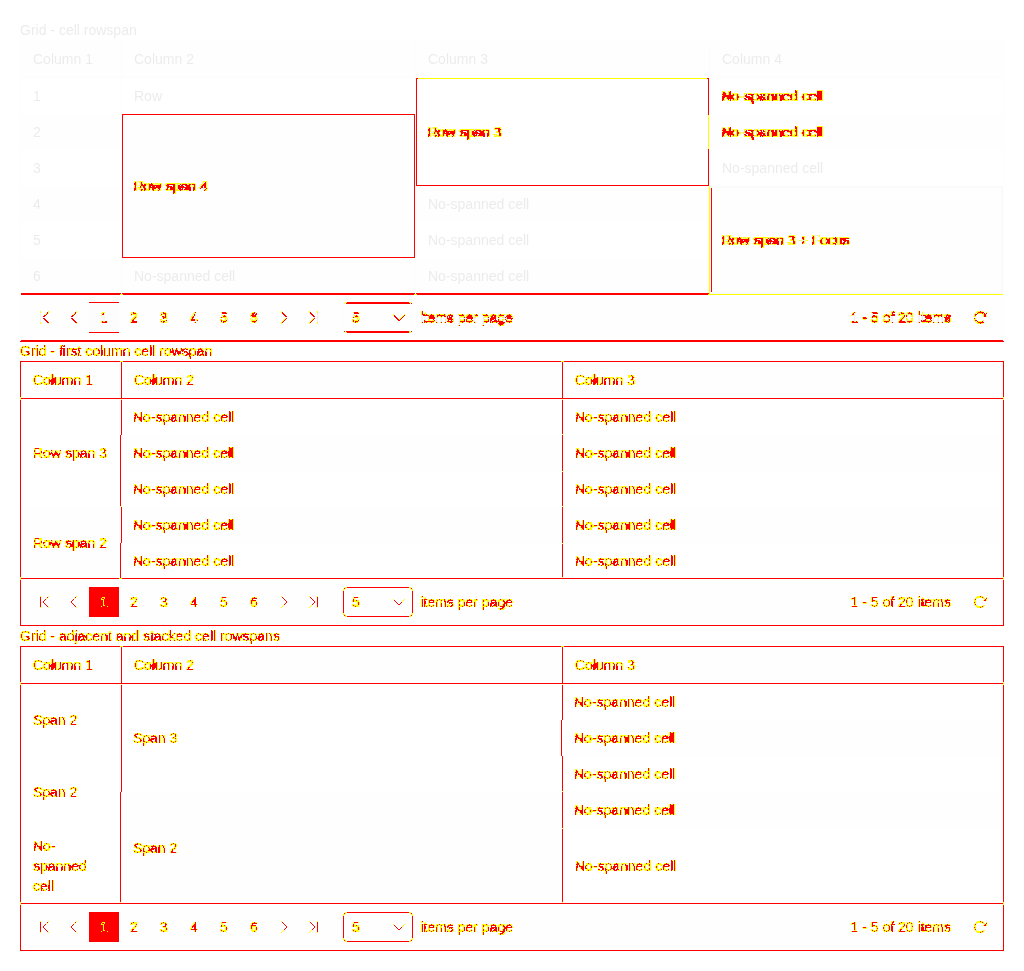 Grid - cell rowspan
Column 1 Column 2 Column 3 Column 4
1 Row No-spanned cell
2 Row span 3 No-spanned cell
3 No-spanned cell
Row span 4
4 No-spanned cell
5 No-spanned cell Row span 3 + Focus
6 No-spanned cell No-spanned cell
1 2 3 4 5 6 5 items per page 1 - 5 of 20 items
Grid - first column cell rowspan
Column 1 Column 2 Column 3
No-spanned cell No-spanned cell
Row span 3 No-spanned cell No-spanned cell
No-spanned cell No-spanned cell
No-spanned cell No-spanned cell
Row span 2
No-spanned cell No-spanned cell
1 2 3 4 5 6 5 items per page 1 - 5 of 20 items
Grid - adjacent and stacked cell rowspans
Column 1 Column 2 Column 3
No-spanned cell
Span 2
Span 3 No-spanned cell
No-spanned cell
Span 2
No-spanned cell
No-
Span 2
spanned No-spanned cell
cell
1 2 3 4 5 6 5 items per page 1 - 5 of 20 items